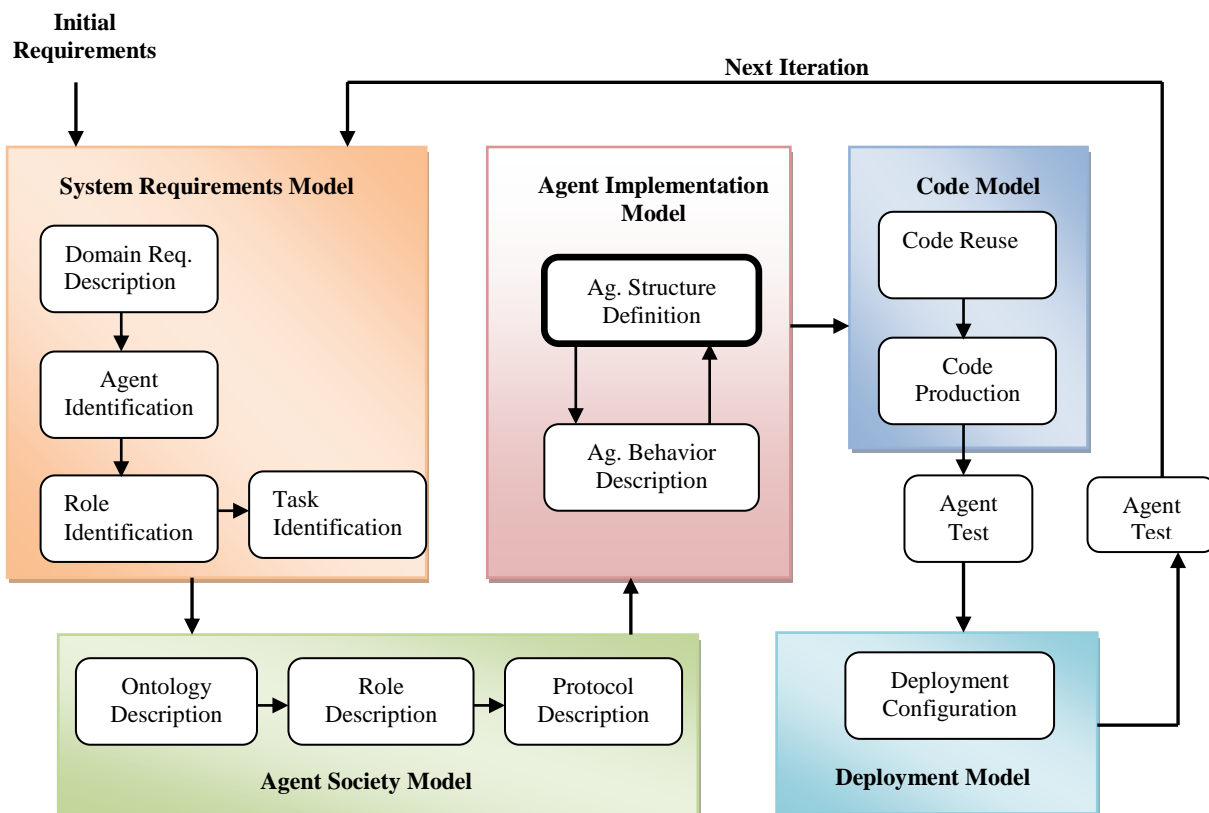 Initial
Requirements
Next Iteration
System Requirements Model
Domain Req.
Description
Agent
Identification
Role
Identification
Task
Identification
Agent Implementation
Model
Ag. Structure
Definition
Ag. Behavior
Description
Code Model
Code Reuse
Code
Production
Agent
Test
Agent
Test
Ontology
Description
Role
Description
Protocol
Description
Agent Society Model
Deployment
Configuration
Deployment Model